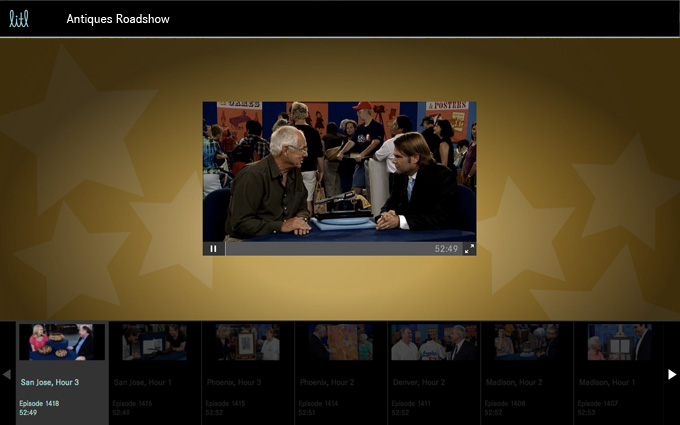 litl
Antiques Roadshow
GAMES
& POSTERS
52:49
San Jose, Hour 3
Episode 1418
52:49
San Jose, Hour 1
Episode 1416
52:49
Phoenix, Hour 3
Episode 1415
52:52
Phoenix, Hour 2
Episode 1414
52:51
Denver, Hour 2
Episode 1411
52:52
Madison, Hour 2
Episode 1408
52:53
Madison, Hour 1
Episode 1407
52:53